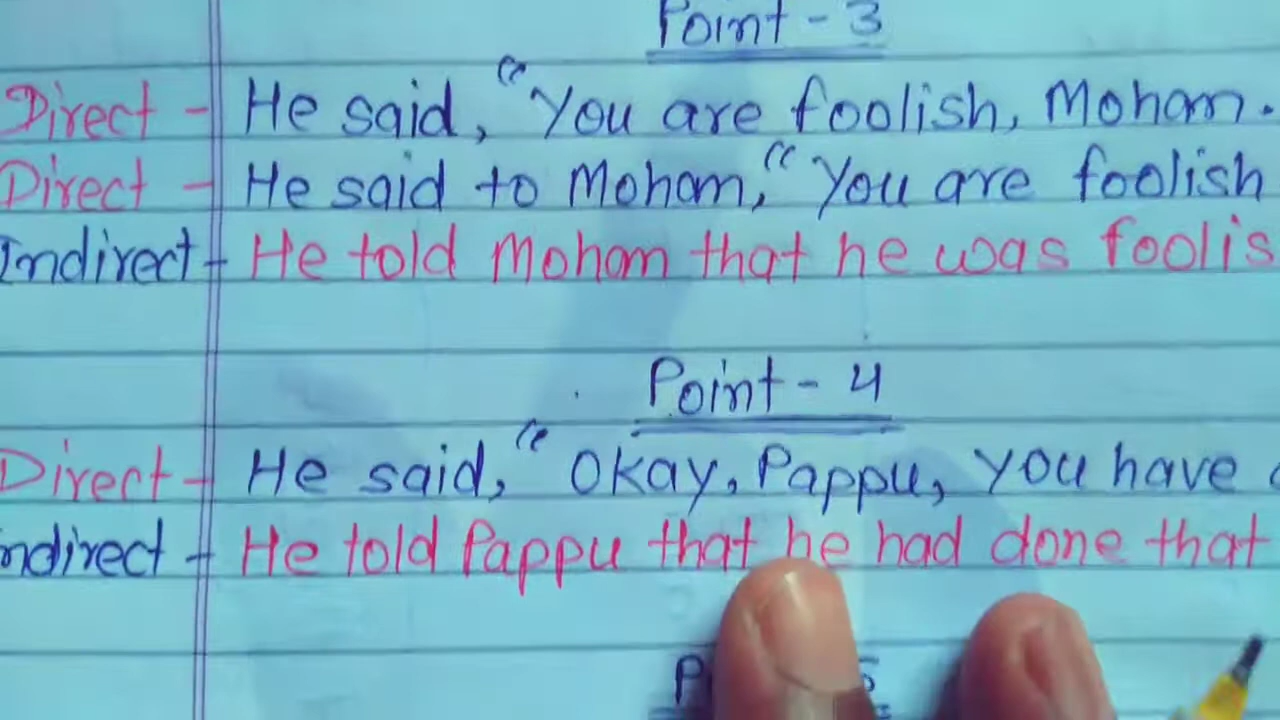 Point - 3
Direct - He said, "You are foolish, Mohan.
Direct - He said to Mohan, "You are foolish
Indirect - He told Mohan that he was foolis
Point - 4
Direct - He said, "Okay, Pappu, you have
ndirect - He told Pappu that he had done that